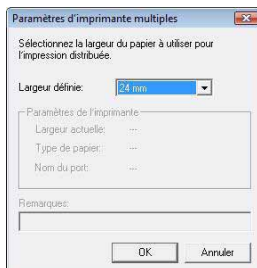 Paramètres d'imprimante multiples
Sélectionnez la largeur du papier à utiliser pour
l'impression distribuée.
Largeur définie: 24 mm
Paramètres de l'imprimante
Largeur actuelle: ---
Type de papier: ---
Nom du port: ---
Remarques:
OK Annuler